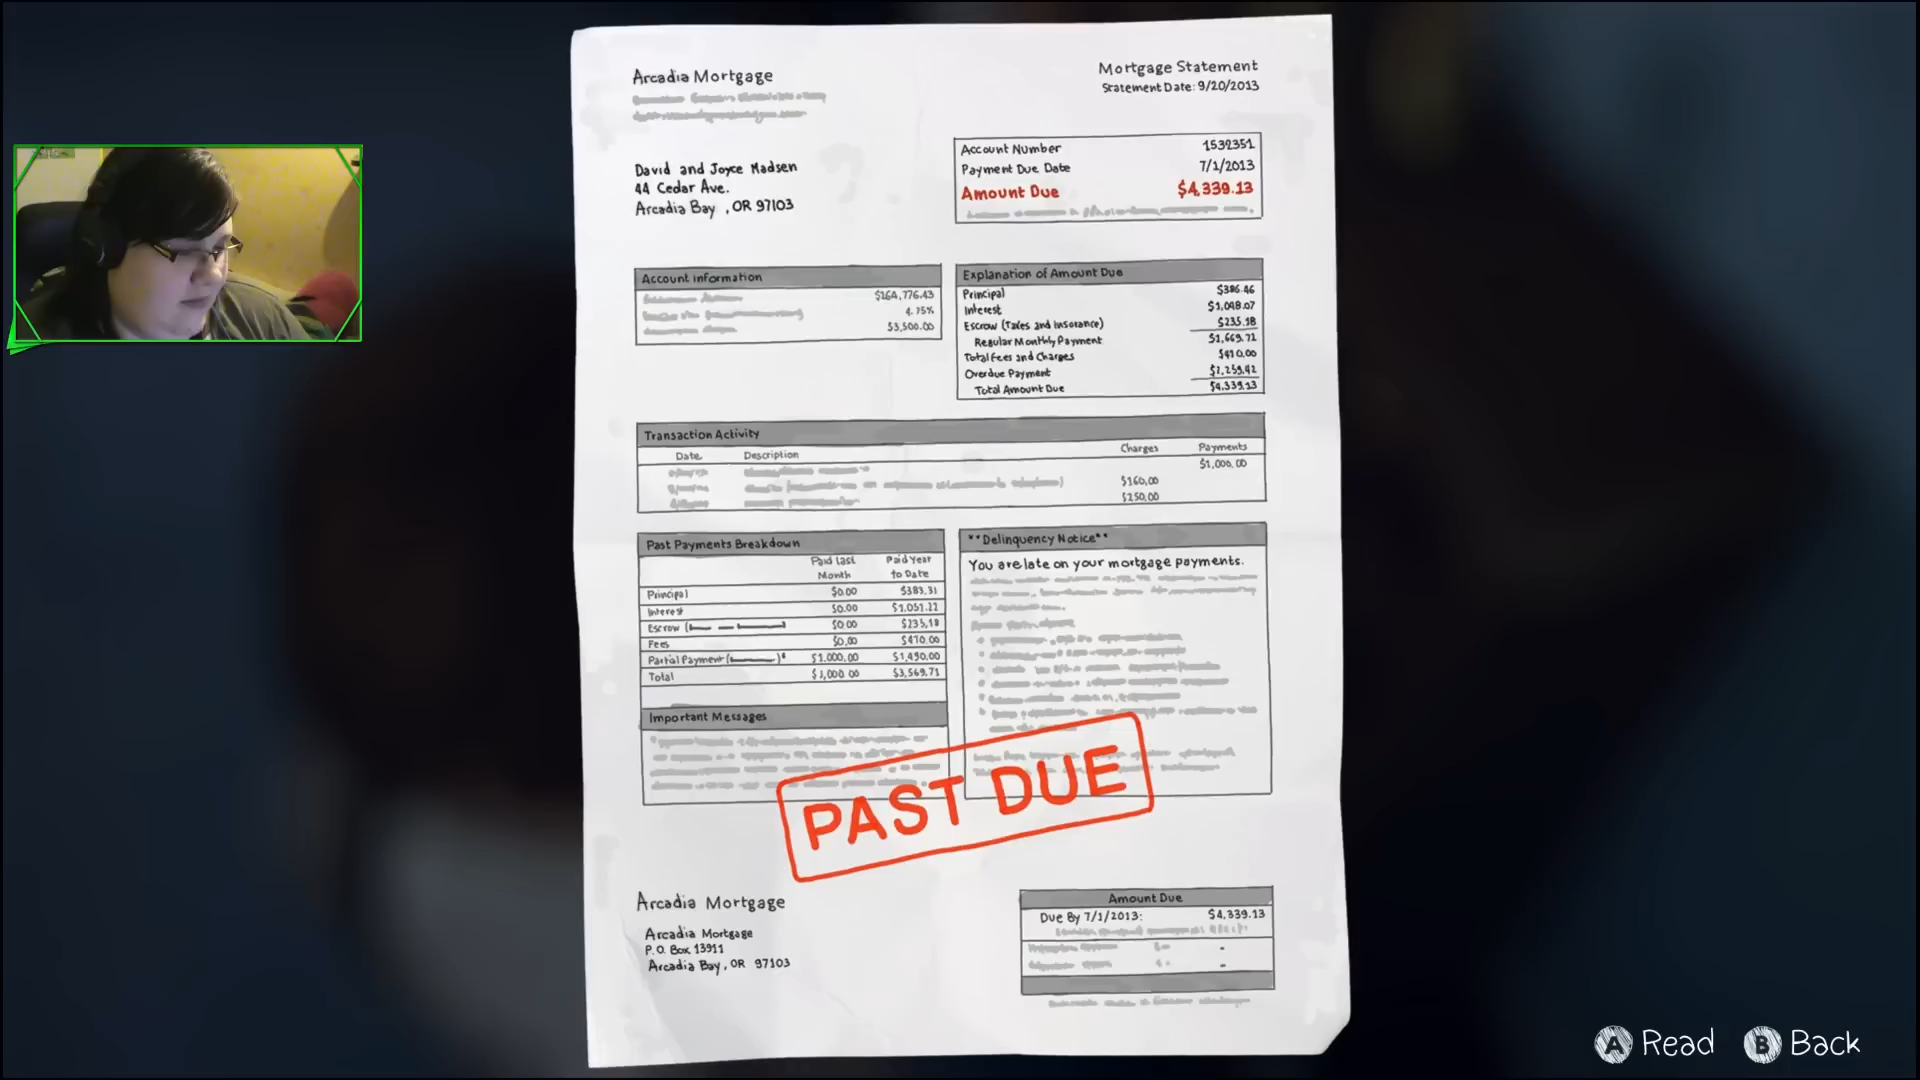 Arcadia Mortgage
Mortgage Statement
Statement Date: 9/20/2013
David and Joyce Madsen
44 Cedar Ave.
Arcadia Bay , OR 97103
Account Number 1532351
Payment Due Date 7/1/2013
Amount Due $4,339.13
Account Information
$264,776.43
4.75%
$3,500.00
Explanation of Amount Due
Principal $386.46
Interest $1,048.07
Escrow (Taxes and Insurance) $235.18
Regular Monthly Payment $1,669.71
Total Fees and Charges $410.00
Overdue Payment $2,259.42
Total Amount Due $4,339.13
Transaction Activity
Date Description Charges Payments
$1,000.00
$160.00
$250.00
Past Payments Breakdown
Paid Last Month Paid Year to Date
Principal $0.00 $383.31
Interest $0.00 $1,051.22
Escrow ( ) $0.00 $235.18
Fees $0.00 $410.00
Partial Payment ( )* $1,000.00 $1,490.00
Total $1,000.00 $3,569.71
**Delinquency Notice**
You are late on your mortgage payments.
Important Messages
PAST DUE
Arcadia Mortgage
Arcadia Mortgage
P.O. Box 13911
Arcadia Bay, OR 97103
Amount Due
Due By 7/1/2013: $4,339.13
A Read B Back